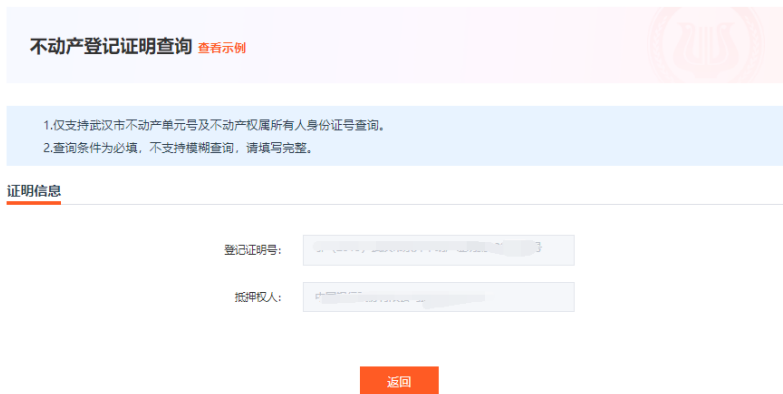 不动产登记证明查询 查看示例
1.仅支持武汉市不动产单元号及不动产权属所有人身份证号查询。
2.查询条件为必填，不支持模糊查询，请填写完整。
证明信息
登记证明号：
抵押权人：
返回